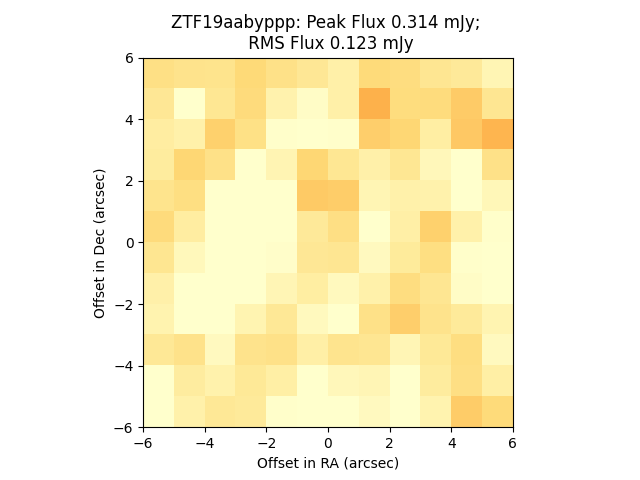 ZTF19aabyppp: Peak Flux 0.314 mJy;
RMS Flux 0.123 mJy
6
4
2
0
−2
−4
−6
Offset in Dec (arcsec)
−6 −4 −2 0 2 4 6
Offset in RA (arcsec)